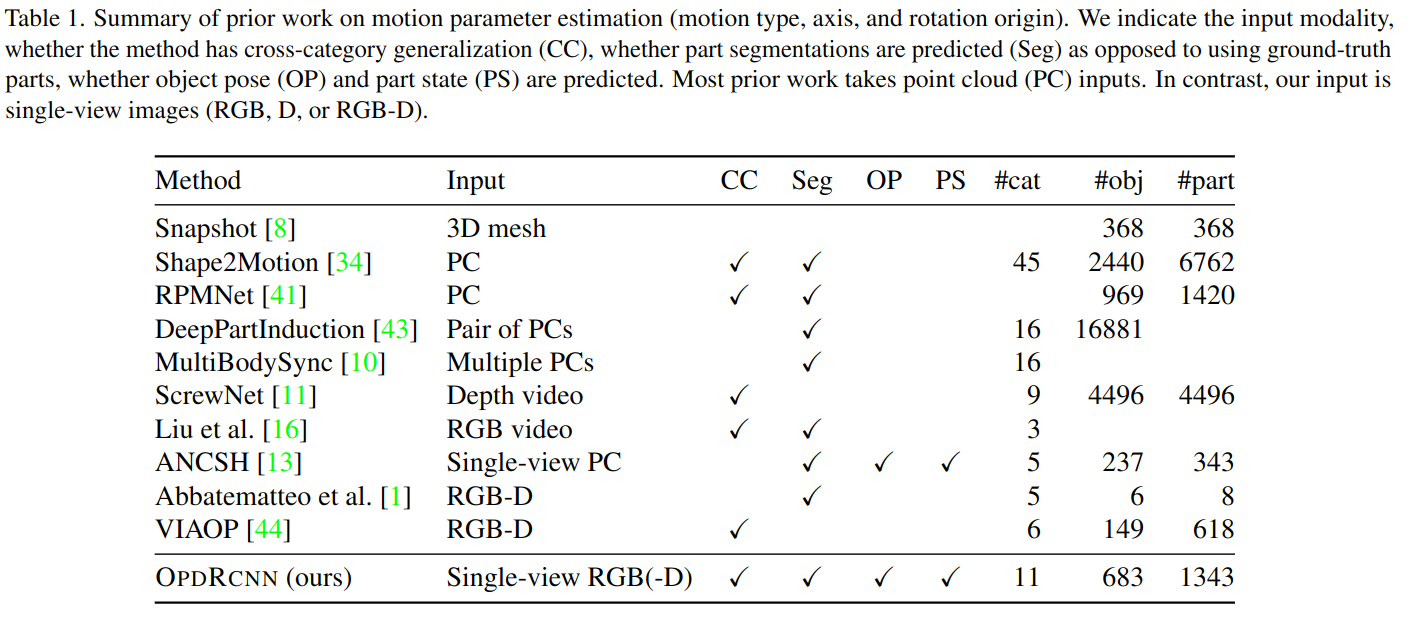 Table 1. Summary of prior work on motion parameter estimation (motion type, axis, and rotation origin). We indicate the input modality,
whether the method has cross-category generalization (CC), whether part segmentations are predicted (Seg) as opposed to using ground-truth
parts, whether object pose (OP) and part state (PS) are predicted. Most prior work takes point cloud (PC) inputs. In contrast, our input is
single-view images (RGB, D, or RGB-D).
Method Input CC Seg OP PS #cat #obj #part
Snapshot [8] 3D mesh 368 368
Shape2Motion [34] PC ✓ ✓ 45 2440 6762
RPMNet [41] PC ✓ ✓ 969 1420
DeepPartInduction [43] Pair of PCs ✓ 16 16881
MultiBodySync [10] Multiple PCs ✓ 16
ScrewNet [11] Depth video ✓ 9 4496 4496
Liu et al. [16] RGB video ✓ ✓ 3
ANCSH [13] Single-view PC ✓ ✓ ✓ 5 237 343
Abbatematteo et al. [1] RGB-D ✓ 5 6 8
VIAOP [44] RGB-D ✓ 6 149 618
OPDRCNN (ours) Single-view RGB(-D) ✓ ✓ ✓ ✓ 11 683 1343